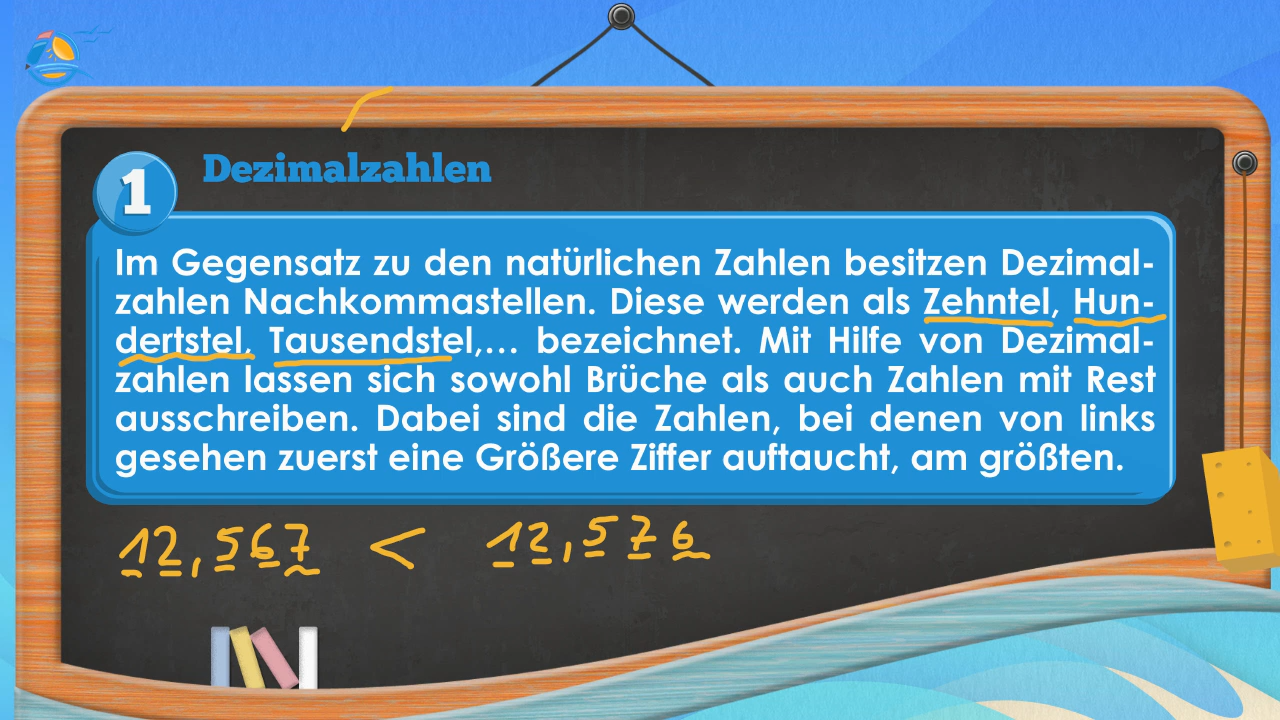 1
Dezimalzahlen
Im Gegensatz zu den natürlichen Zahlen besitzen Dezimal-
zahlen Nachkommastellen. Diese werden als Zehntel, Hun-
dertstel, Tausendstel,... bezeichnet. Mit Hilfe von Dezimal-
zahlen lassen sich sowohl Brüche als auch Zahlen mit Rest
ausschreiben. Dabei sind die Zahlen, bei denen von links
gesehen zuerst eine Größere Ziffer auftaucht, am größten.
12,567 < 12,576